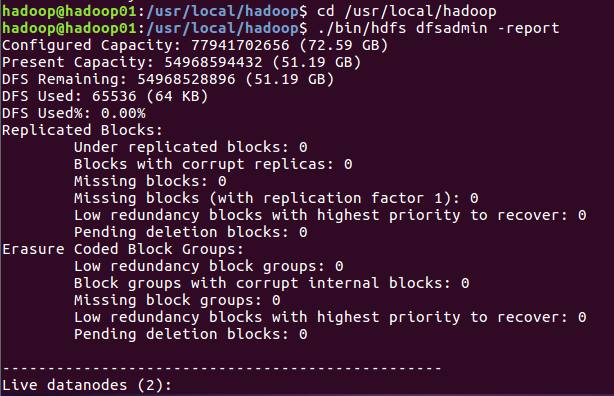 hadoop@hadoop01:/usr/local/hadoop$ cd /usr/local/hadoop
hadoop@hadoop01:/usr/local/hadoop$ ./bin/hdfs dfsadmin -report
Configured Capacity: 77941702656 (72.59 GB)
Present Capacity: 54968594432 (51.19 GB)
DFS Remaining: 54968528896 (51.19 GB)
DFS Used: 65536 (64 KB)
DFS Used%: 0.00%
Replicated Blocks:
        Under replicated blocks: 0
        Blocks with corrupt replicas: 0
        Missing blocks: 0
        Missing blocks (with replication factor 1): 0
        Low redundancy blocks with highest priority to recover: 0
        Pending deletion blocks: 0
Erasure Coded Block Groups:
        Low redundancy block groups: 0
        Block groups with corrupt internal blocks: 0
        Missing block groups: 0
        Low redundancy blocks with highest priority to recover: 0
        Pending deletion blocks: 0

-------------------------------------------------
Live datanodes (2):